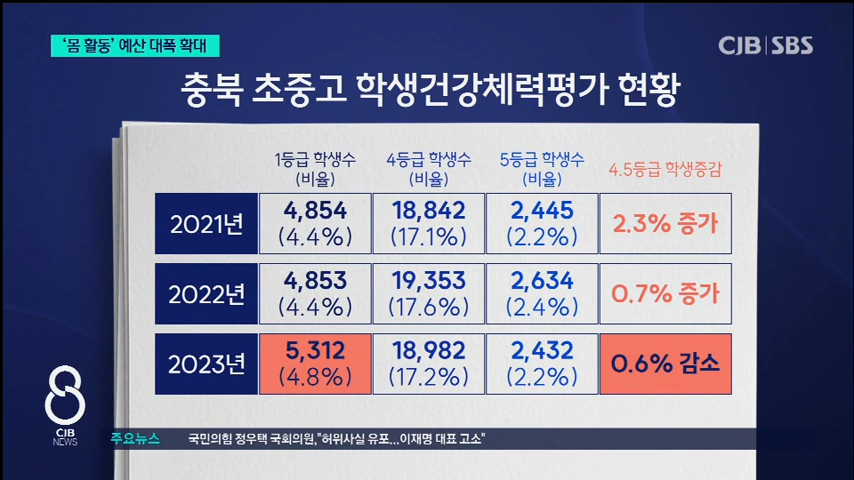 '몸 활동' 예산 대폭 확대
CJB SBS
충북 초중고 학생건강체력평가 현황
1등급 학생수 4등급 학생수 5등급 학생수 4.5등급 학생증감
(비율) (비율) (비율)
2021년 4,854 18,842 2,445 2.3% 증가
(4.4%) (17.1%) (2.2%)
2022년 4,853 19,353 2,634 0.7% 증가
(4.4%) (17.6%) (2.4%)
2023년 5,312 18,982 2,432 0.6% 감소
(4.8%) (17.2%) (2.2%)
8
CJB
NEWS
주요뉴스 국민의힘 정우택 국회의원,"허위사실 유포...이재명 대표 고소"